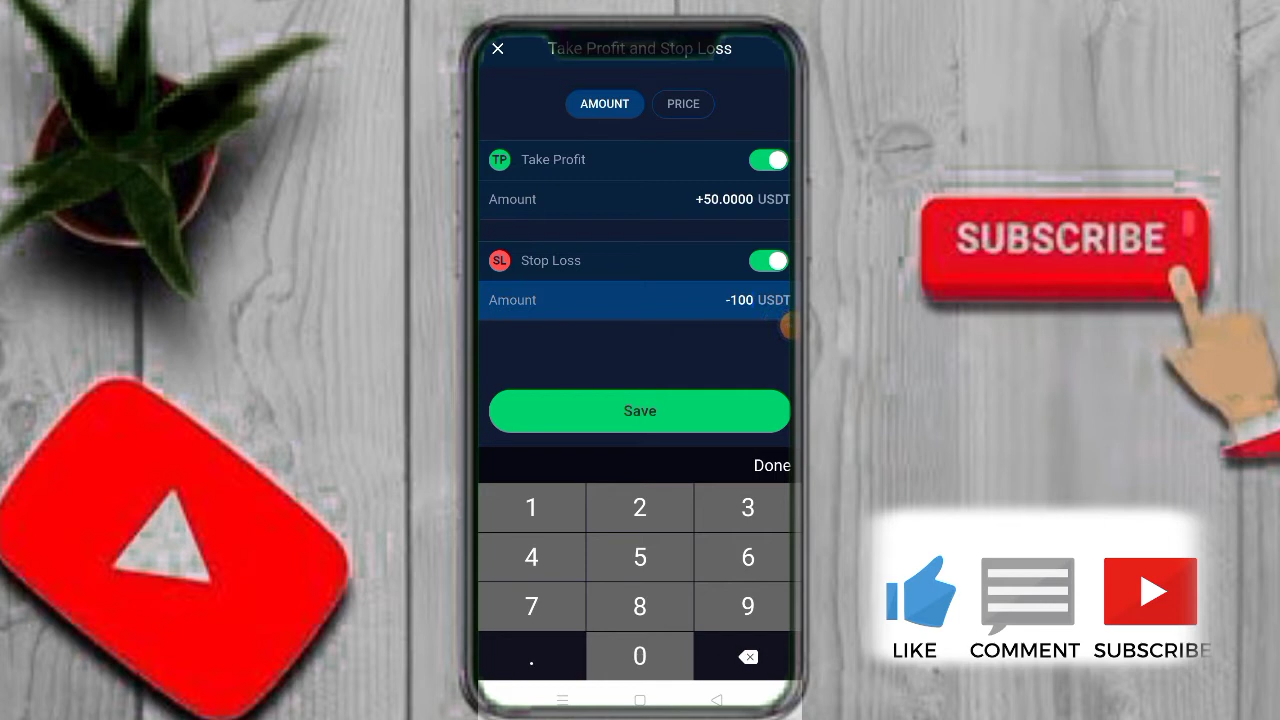 Take Profit and Stop Loss
AMOUNT
PRICE
TP Take Profit
Amount +50.0000 USDT
SL Stop Loss
Amount -100 USDT
Save
Done
1 2 3
4 5 6
7 8 9
. 0
SUBSCRIBE
LIKE COMMENT SUBSCRIBE